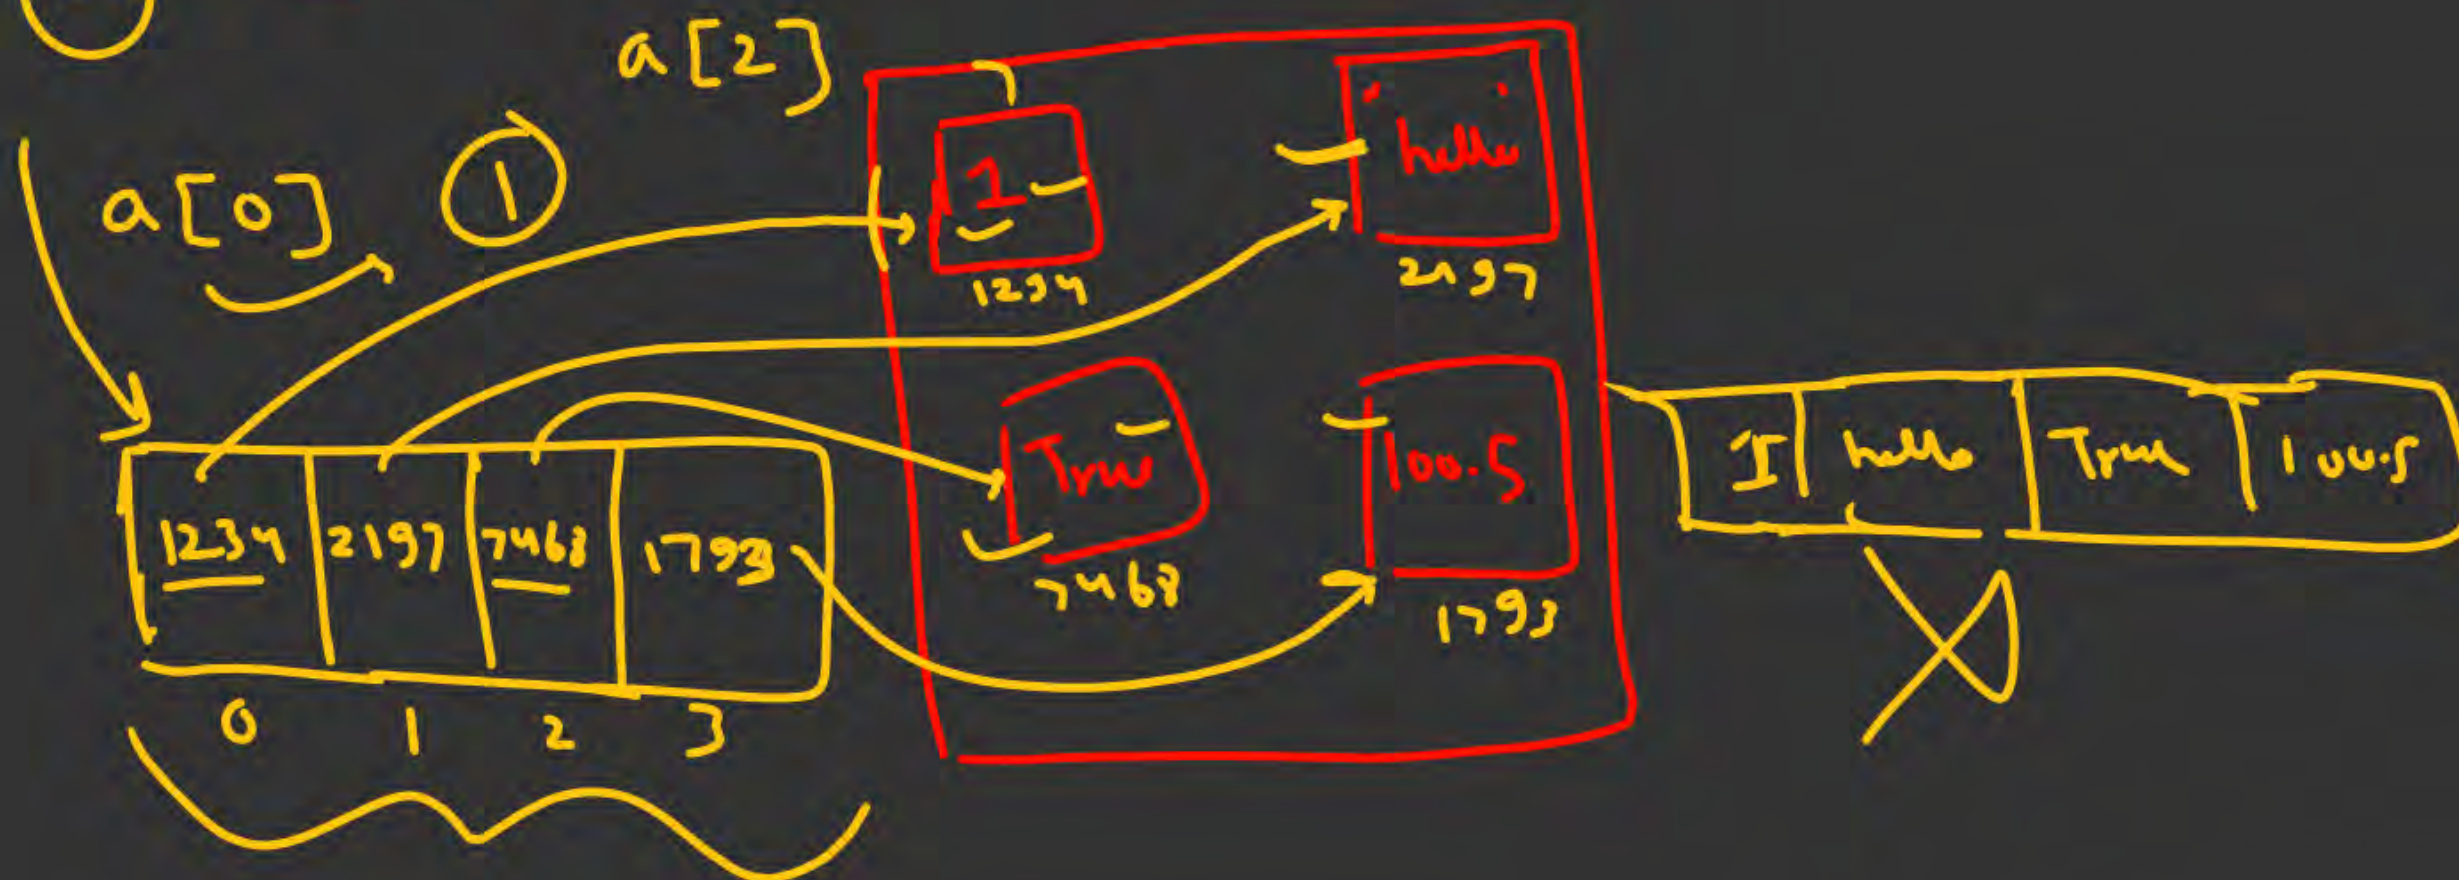 a[2]
a[0] 1
1 hello
1234 2197
True 100.5
7468 1793
1234 2197 7468 1793
0 1 2 3
I hello True 100.5